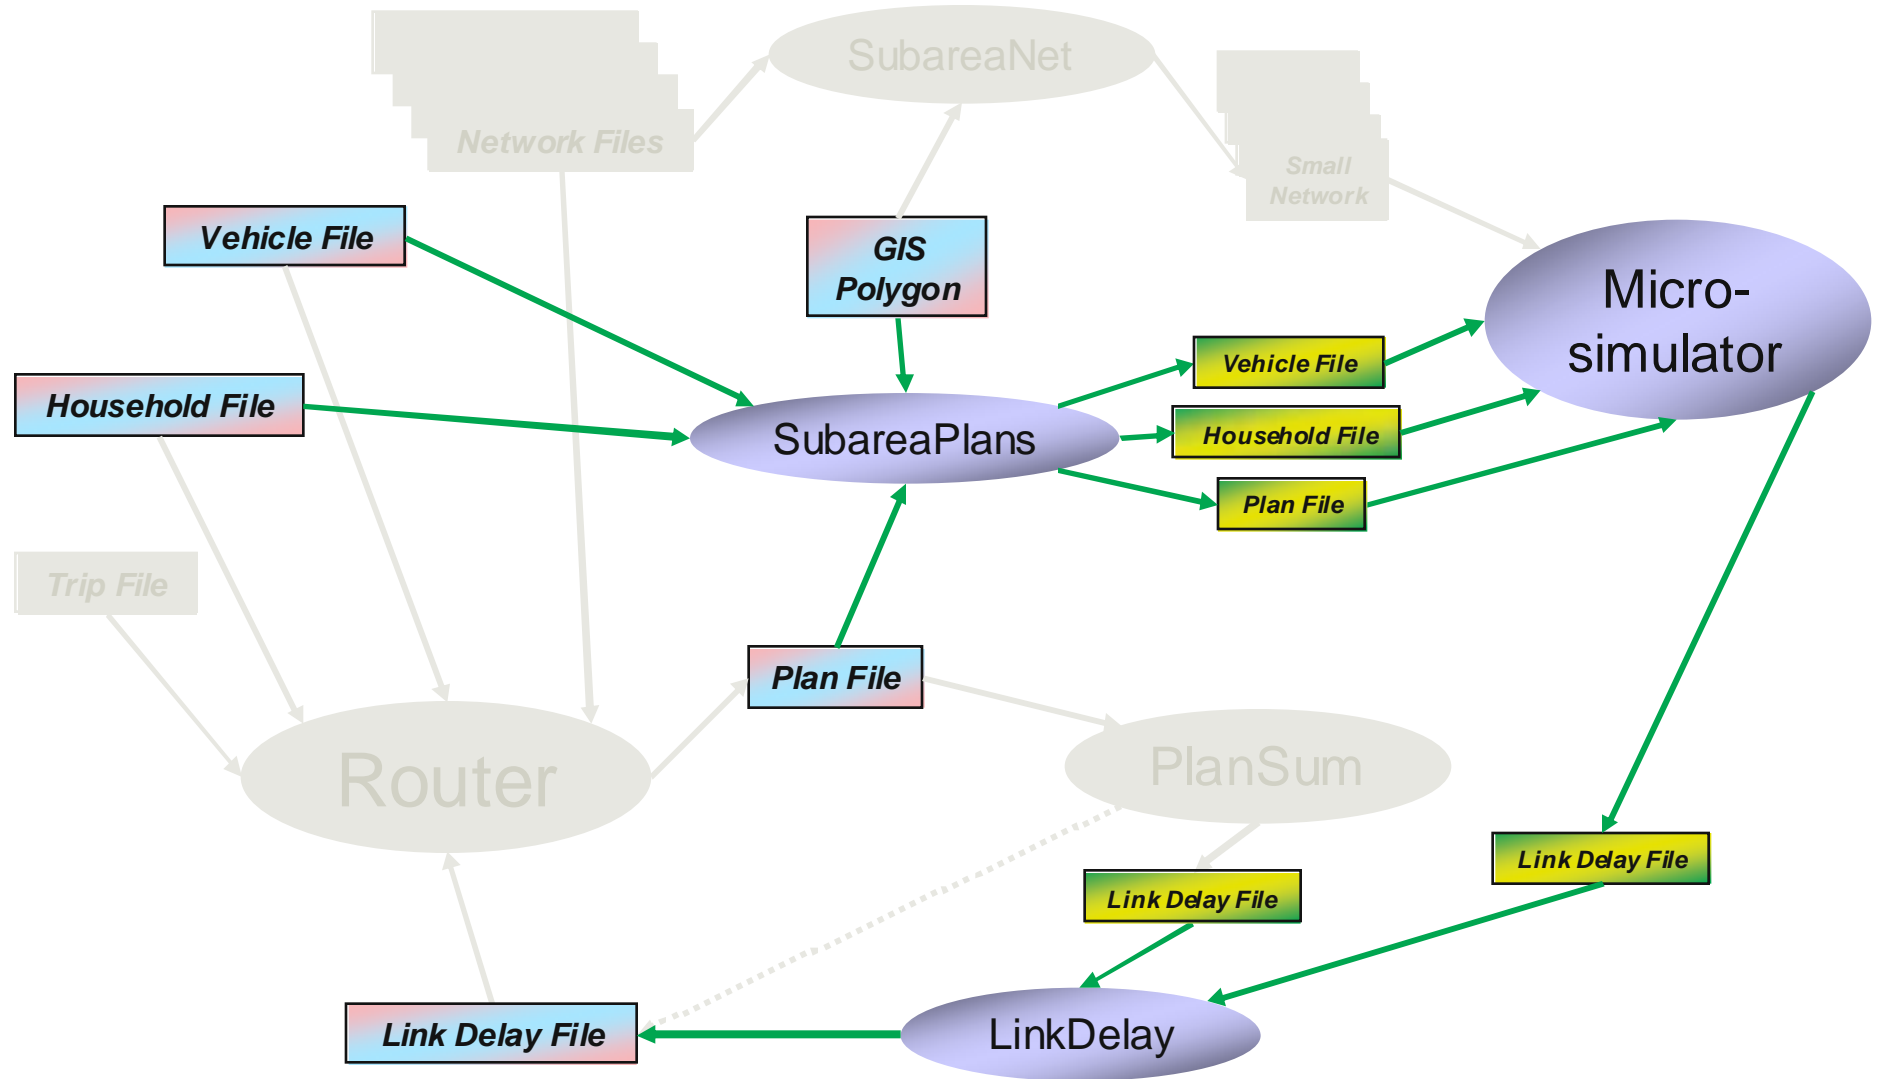 SubareaNet
Network Files
Small
Network
Vehicle File
GIS
Polygon
Micro-
simulator
Vehicle File
Household File
SubareaPlans
Household File
Plan File
Trip File
Plan File
Router
PlanSum
Link Delay File
Link Delay File
Link Delay File
LinkDelay